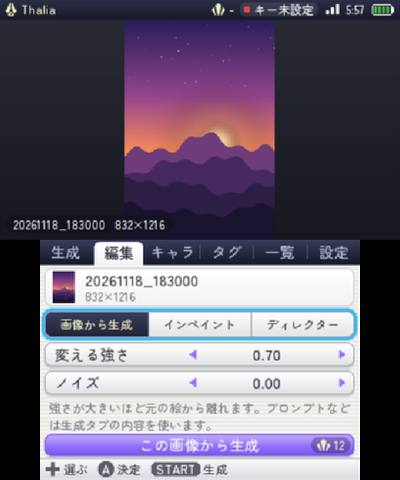 Thalia
- キー未設定 5:57
20261118_183000 832×1216
生成 編集 キャラ タグ 一覧 設定
20261118_183000
832×1216
画像から生成 インペイント ディレクター
変える強さ 0.70
ノイズ 0.00
強さが大きいほど元の絵から離れます。プロンプトなど
は生成タブの内容を使います。
この画像から生成 12
選ぶ A 決定 START 生成